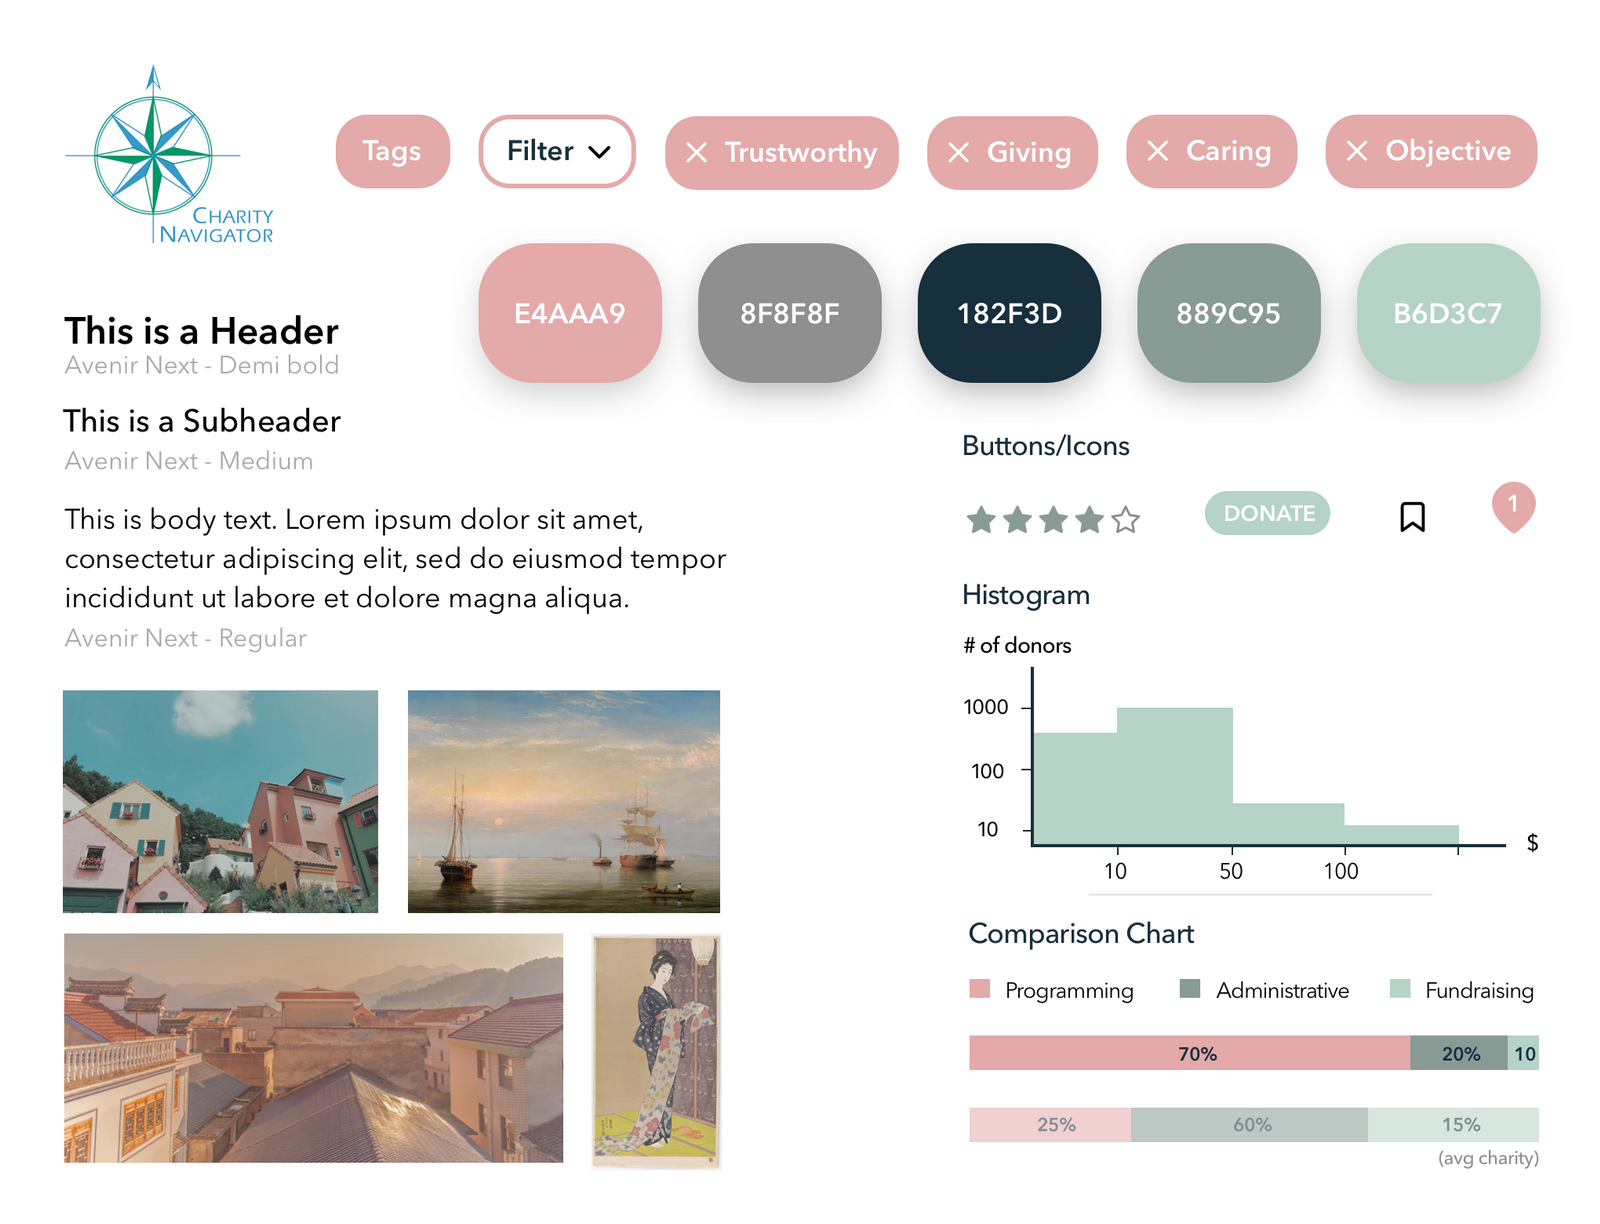 CHARITY
NAVIGATOR
Tags
Filter
Trustworthy
Giving
Caring
Objective
E4AAA9
8F8F8F
182F3D
889C95
B6D3C7
This is a Header
Avenir Next - Demi bold
This is a Subheader
Avenir Next - Medium
This is body text. Lorem ipsum dolor sit amet,
consectetur adipiscing elit, sed do eiusmod tempor
incididunt ut labore et dolore magna aliqua.
Avenir Next - Regular
Buttons/Icons
DONATE
1
Histogram
# of donors
1000
100
10
$
10 50 100
Comparison Chart
Programming Administrative Fundraising
70% 20% 10
25% 60% 15%
(avg charity)